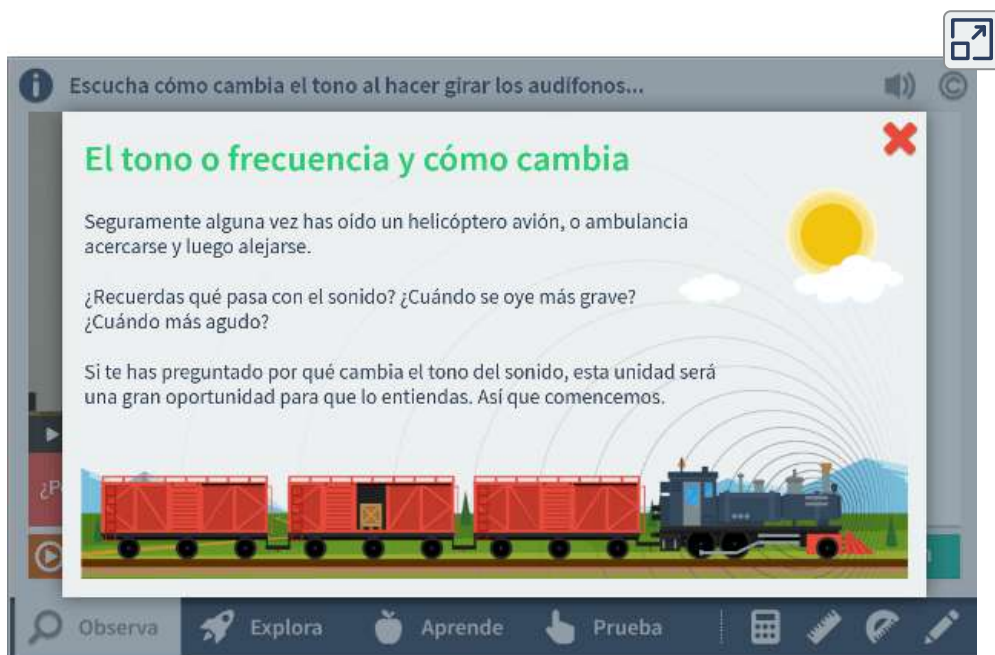 Escucha cómo cambia el tono al hacer girar los audífonos...
El tono o frecuencia y cómo cambia
Seguramente alguna vez has oído un helicóptero avión, o ambulancia
acercarse y luego alejarse.
¿Recuerdas qué pasa con el sonido? ¿Cuándo se oye más grave?
¿Cuándo más agudo?
Si te has preguntado por qué cambia el tono del sonido, esta unidad será
una gran oportunidad para que lo entiendas. Así que comencemos.
Observa
Explora
Aprende
Prueba